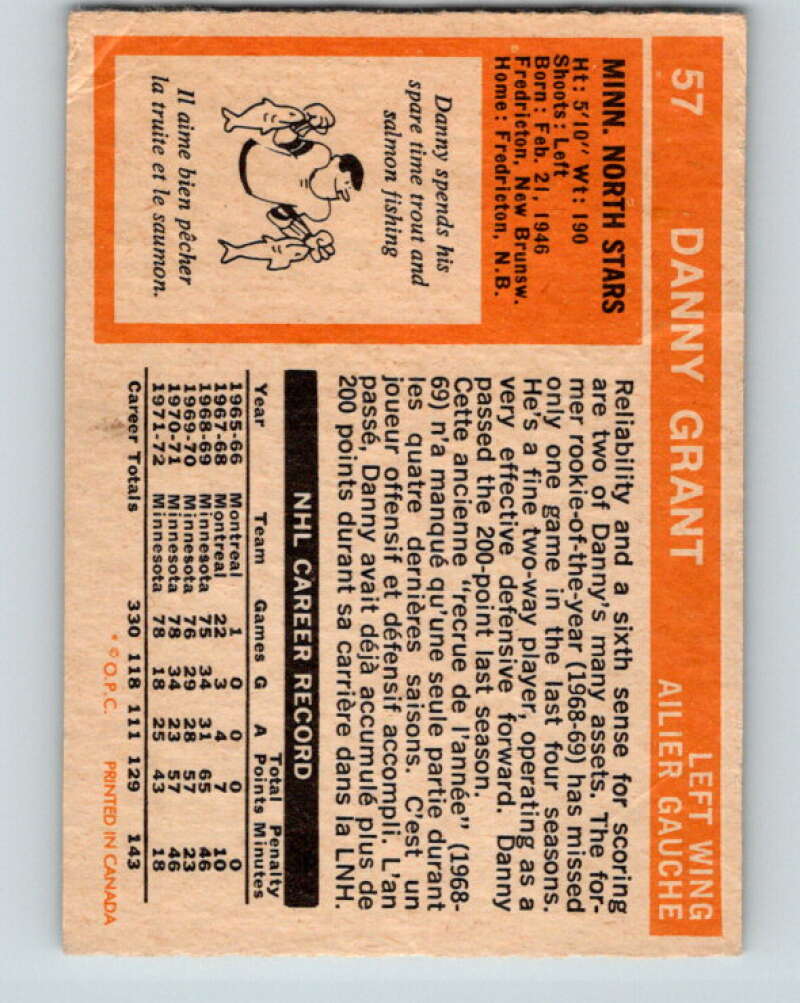 57 DANNY GRANT
LEFT WING
AILIER GAUCHE
MINN. NORTH STARS
Ht: 5'10" Wt: 190
Shoots: Left
Born: Feb. 21, 1946
Fredricton, New Brunsw.
Home: Fredricton, N.B.
Danny spends his
spare time trout and
salmon fishing
Il aime bien pêcher
la truite et le saumon.
Reliability and a sixth sense for scoring
are two of Danny's many assets. The for-
mer rookie-of-the-year (1968-69) has missed
only one game in the last four seasons.
He's a fine two-way player, operating as a
very effective defensive forward. Danny
passed the 200-point last season.
Cette ancienne "recrue de l'année" (1968-
69) n'a manqué qu'une seule partie durant
les quatre dernières saisons. C'est un
joueur offensif et défensif accompli. L'an
passé, Danny avait déjà accumulé plus de
200 points durant sa carrière dans la LNH.
NHL CAREER RECORD
Total Penalty
Year Team Games G A Points Minutes
1965-66 Montreal 1 0 0 0 0
1967-68 Montreal 22 3 4 7 10
1968-69 Minnesota 75 34 31 65 46
1969-70 Minnesota 76 29 28 57 23
1970-71 Minnesota 78 34 23 57 46
1971-72 Minnesota 78 18 25 43 18
Career Totals 330 118 111 129 143
* © O.P.C. PRINTED IN CANADA